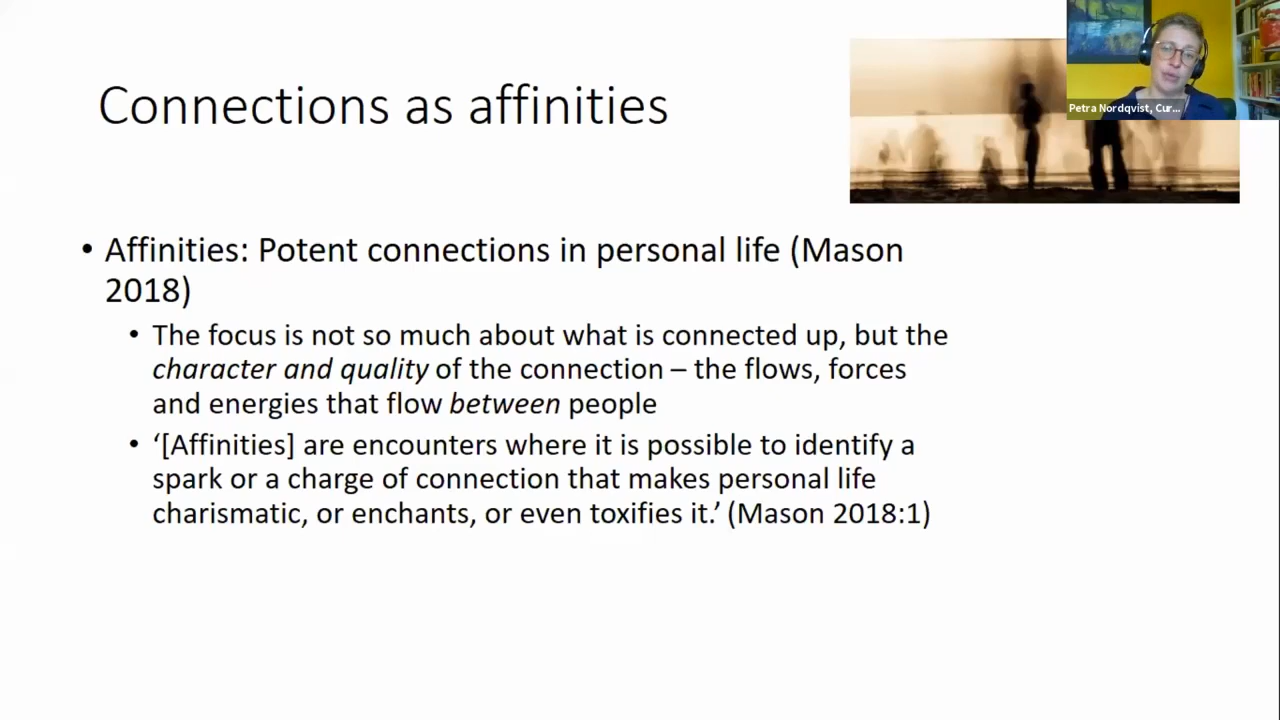 Connections as affinities
Petra Nordqvist, Cur...
• Affinities: Potent connections in personal life (Mason
2018)
• The focus is not so much about what is connected up, but the
character and quality of the connection – the flows, forces
and energies that flow between people
• ‘[Affinities] are encounters where it is possible to identify a
spark or a charge of connection that makes personal life
charismatic, or enchants, or even toxifies it.’ (Mason 2018:1)